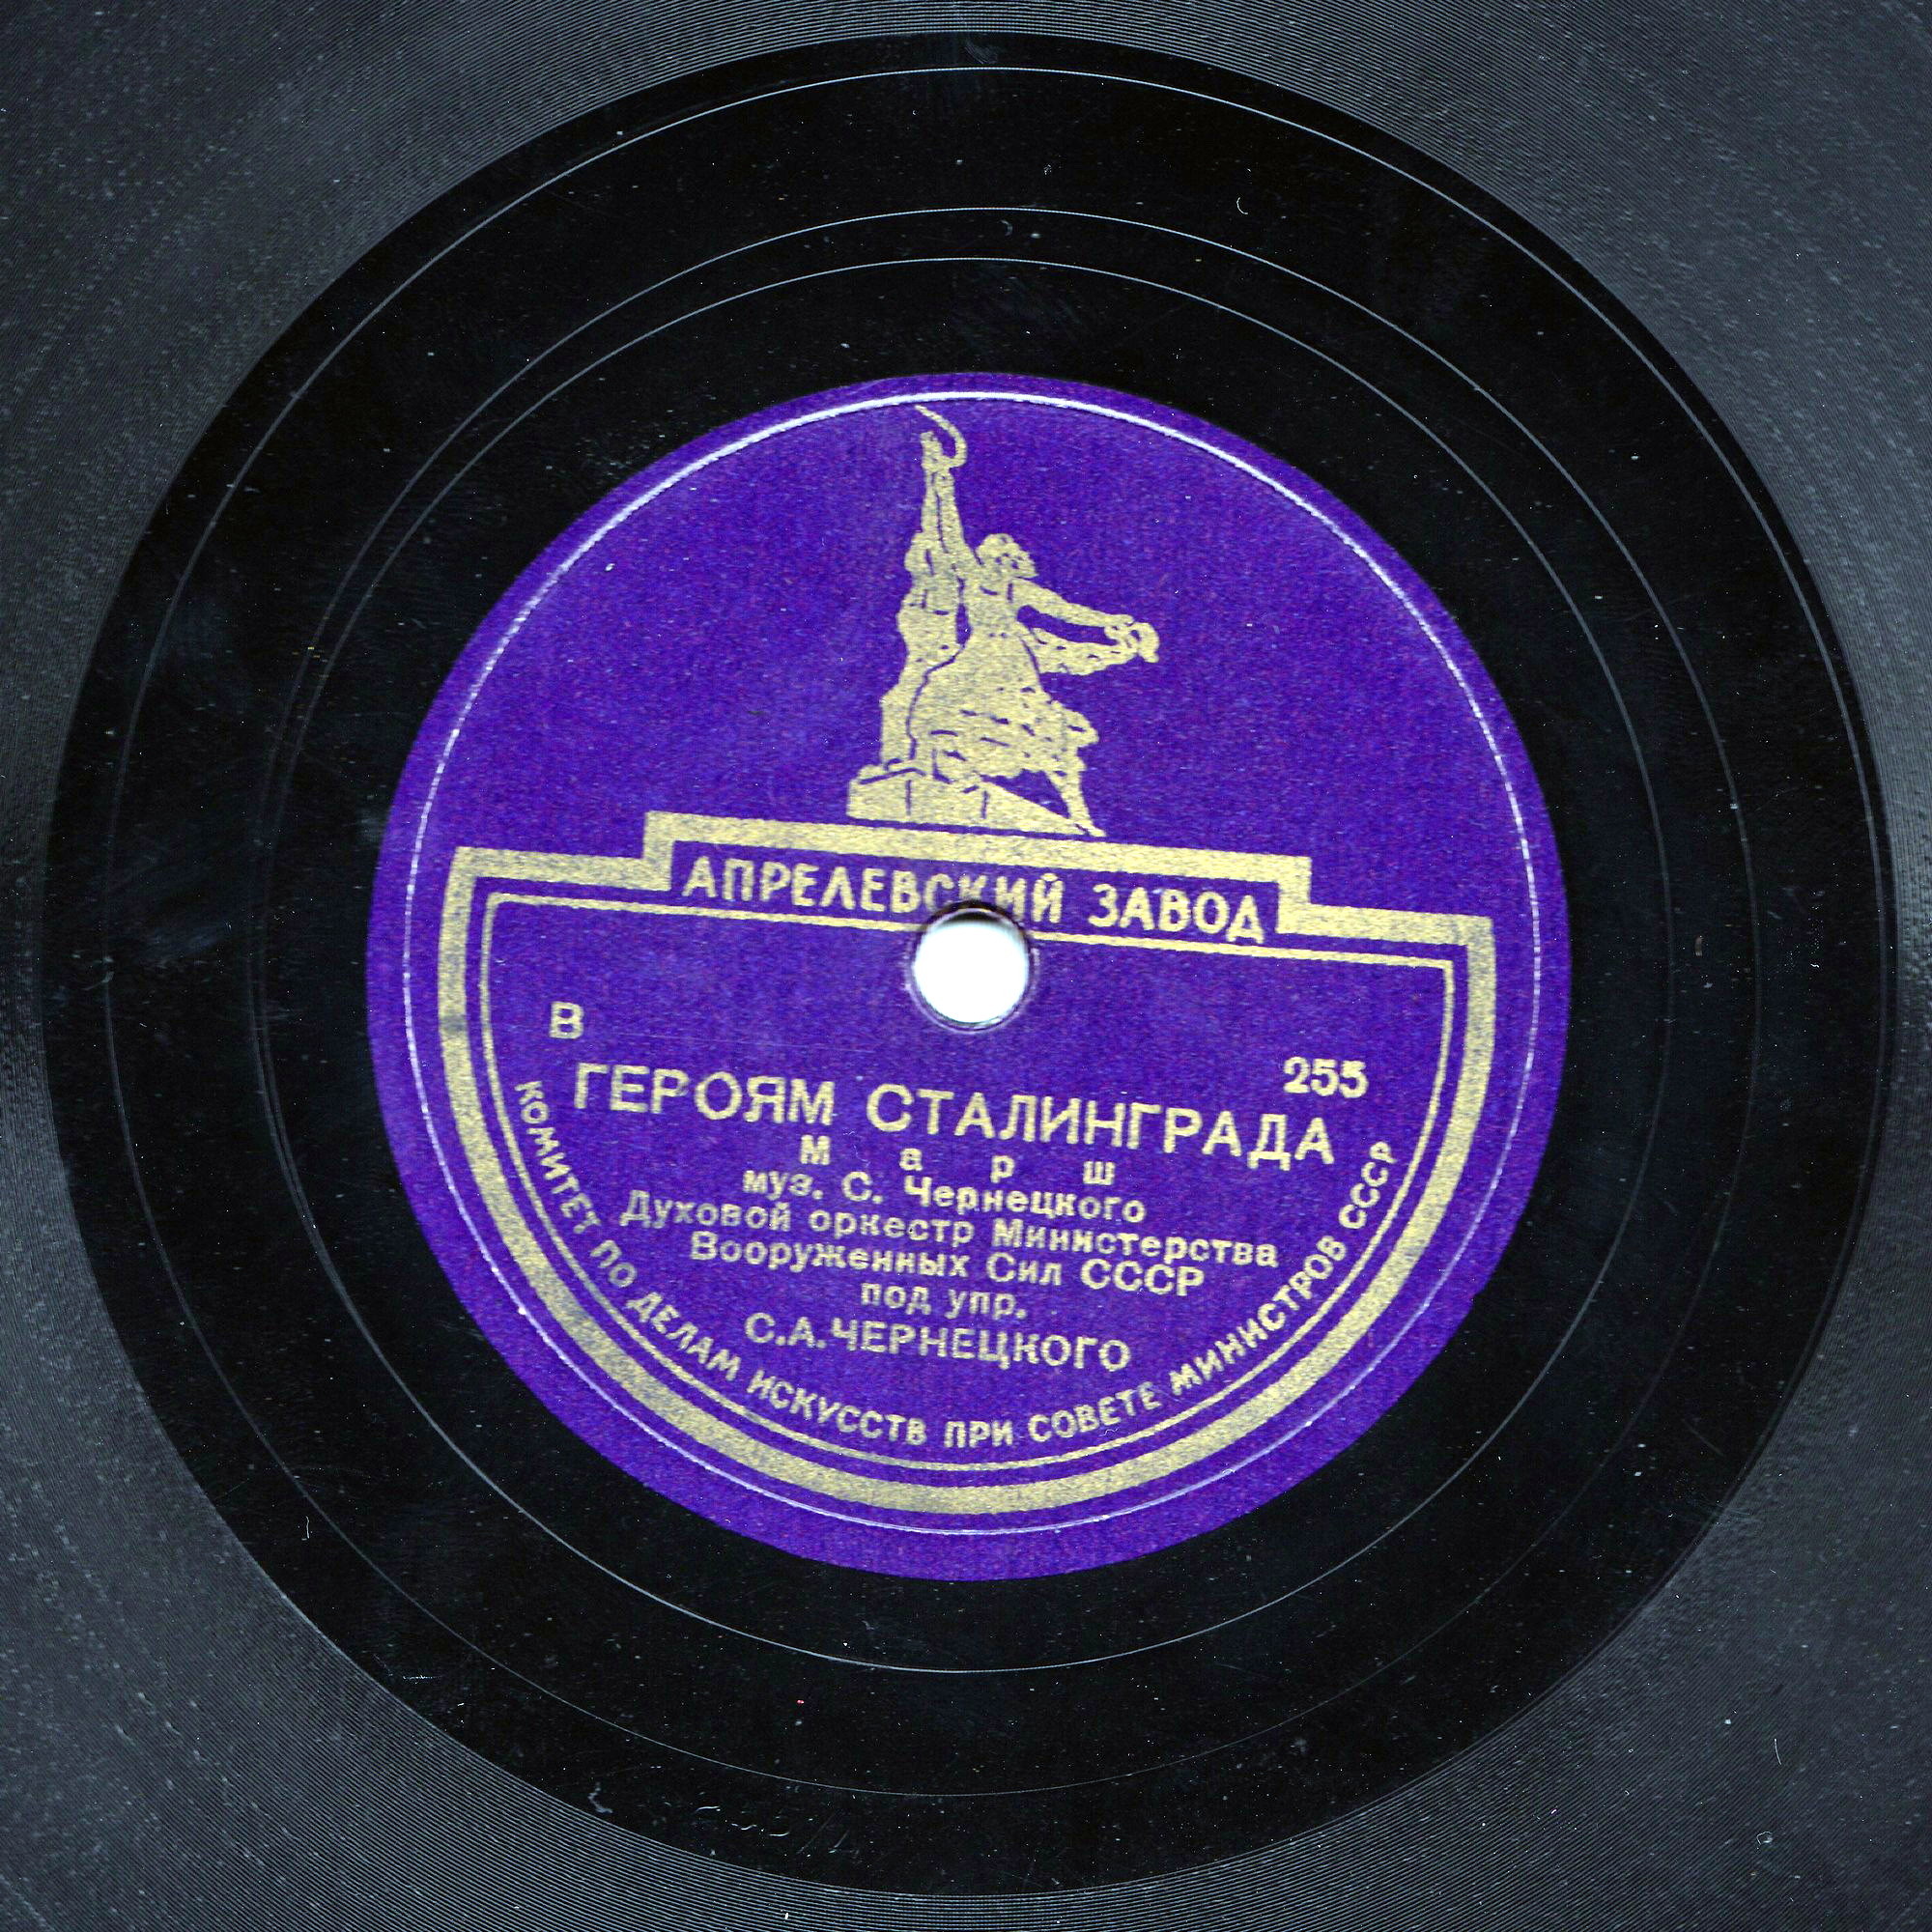 АПРЕЛЕВСКИЙ ЗАВОД
В
255
ГЕРОЯМ СТАЛИНГРАДА
Марш
муз. С. Чернецкого
Духовой оркестр Министерства
Вооруженных Сил СССР
под упр.
С.А.ЧЕРНЕЦКОГО
КОМИТЕТ ПО ДЕЛАМ ИСКУССТВ ПРИ СОВЕТЕ МИНИСТРОВ СССР